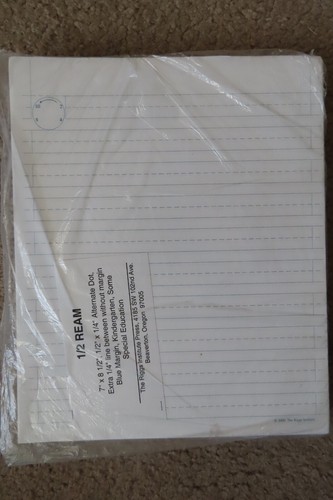 1/2 REAM
7" x 8 1/2", 1/2" x 1/4" Alternate Dot,
Extra 1/4" line between without margin
Blue Margin, Kindergarten, Some
Special Education
The Riggs Institute Press, 4185 SW 102nd Ave.
Beaverton, Oregon 97005